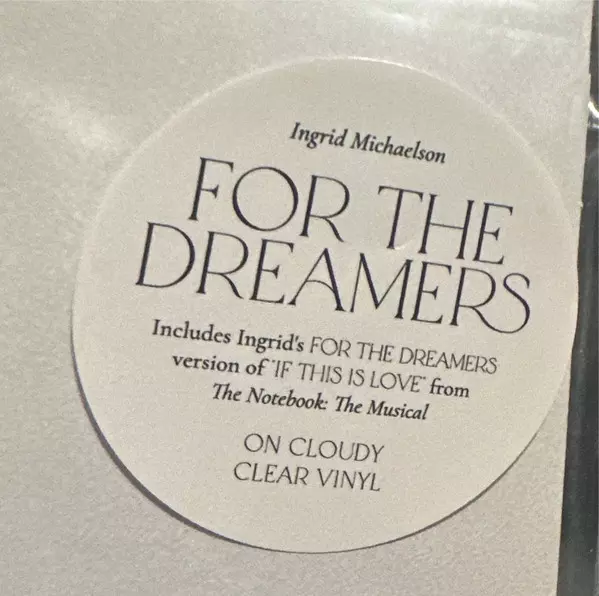 Ingrid Michaelson
FOR THE
DREAMERS
Includes Ingrid's FOR THE DREAMERS
version of 'IF THIS IS LOVE' from
The Notebook: The Musical
ON CLOUDY
CLEAR VINYL